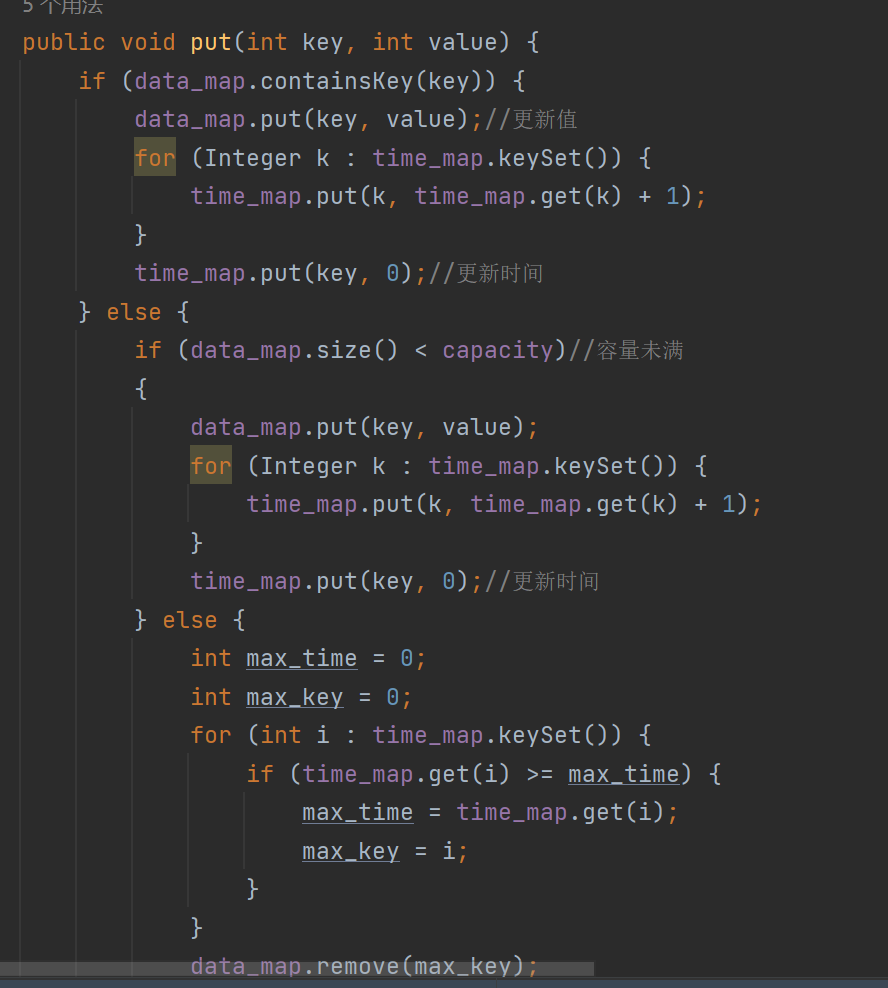 5 个用法
public void put(int key, int value) {
if (data_map.containsKey(key)) {
data_map.put(key, value);//更新值
for (Integer k : time_map.keySet()) {
time_map.put(k, time_map.get(k) + 1);
}
time_map.put(key, 0);//更新时间
} else {
if (data_map.size() < capacity)//容量未满
{
data_map.put(key, value);
for (Integer k : time_map.keySet()) {
time_map.put(k, time_map.get(k) + 1);
}
time_map.put(key, 0);//更新时间
} else {
int max_time = 0;
int max_key = 0;
for (int i : time_map.keySet()) {
if (time_map.get(i) >= max_time) {
max_time = time_map.get(i);
max_key = i;
}
}
data_map.remove(max_key);